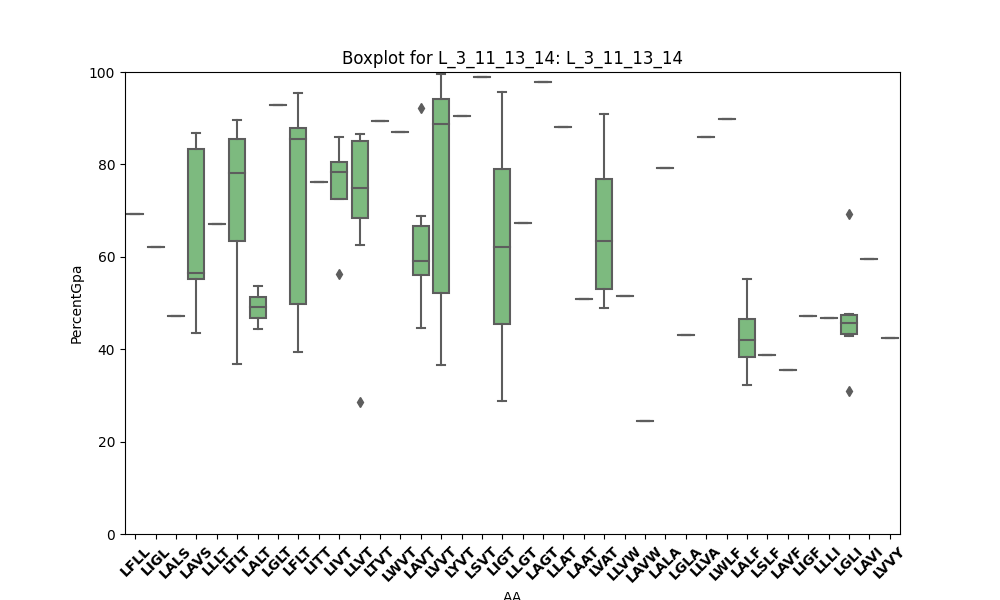 Boxplot for L_3_11_13_14: L_3_11_13_14
PercentGpa
100
80
60
40
20
0
LFLL LIGL LALS LAVS LLLT LTLT LALT LGLT LFLT LITT LIVT LLVT LTVT LWVT LAVT LVVT LYVT LSVT LIGT LLGT LAGT LLAT LAAT LVAT LLVW LAVW LALA LGLA LLVA LWLF LALF LSLF LAVF LIGF LLLI LGLI LAVI LVVY
AA